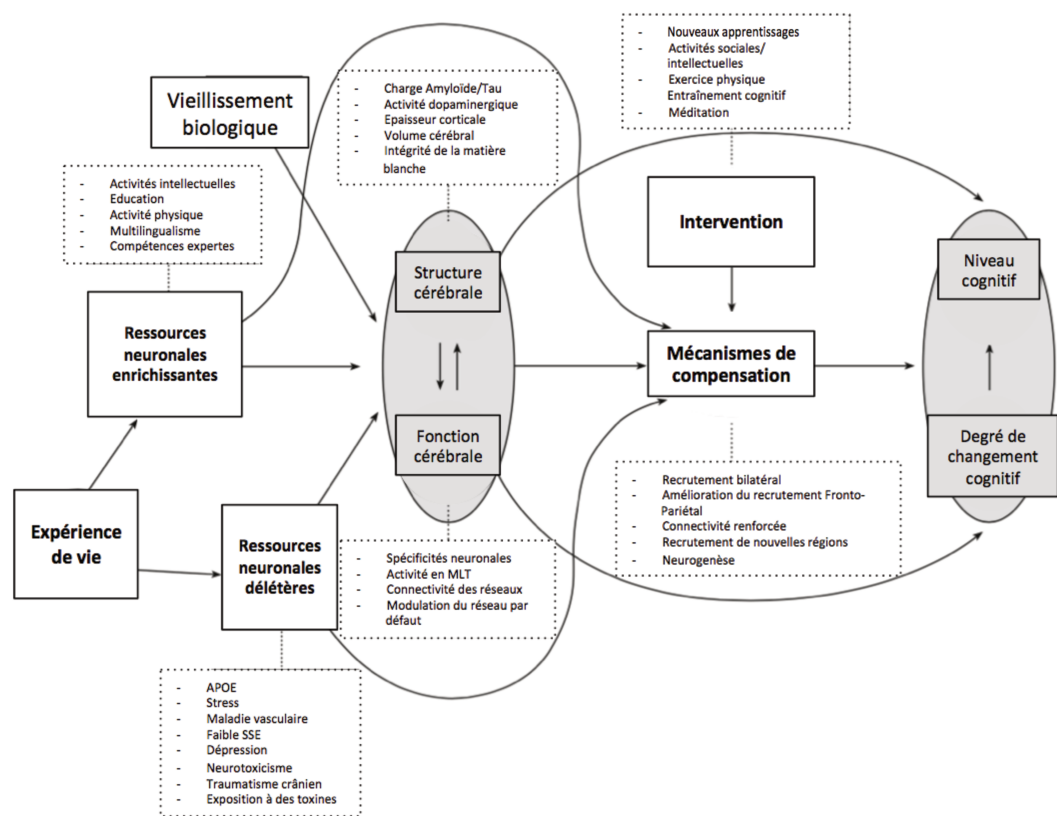 - Nouveaux apprentissages
- Activités sociales/
intellectuelles
- Exercice physique
Entraînement cognitif
- Méditation
Vieillissement
biologique
- Charge Amyloïde/Tau
- Activité dopaminergique
- Epaisseur corticale
- Volume cérébral
- Intégrité de la matière
blanche
- Activités intellectuelles
- Education
- Activité physique
- Multilingualisme
- Compétences expertes
Intervention
Structure
cérébrale
Niveau
cognitif
Ressources
neuronales
enrichissantes
Mécanismes de
compensation
Fonction
cérébrale
Degré de
changement
cognitif
- Recrutement bilatéral
- Amélioration du recrutement Fronto-
Pariétal
- Connectivité renforcée
- Recrutement de nouvelles régions
- Neurogenèse
Expérience
de vie
Ressources
neuronales
délétères
- Spécificités neuronales
- Activité en MLT
- Connectivité des réseaux
- Modulation du réseau par
défaut
- APOE
- Stress
- Maladie vasculaire
- Faible SSE
- Dépression
- Neurotoxicisme
- Traumatisme crânien
- Exposition à des toxines